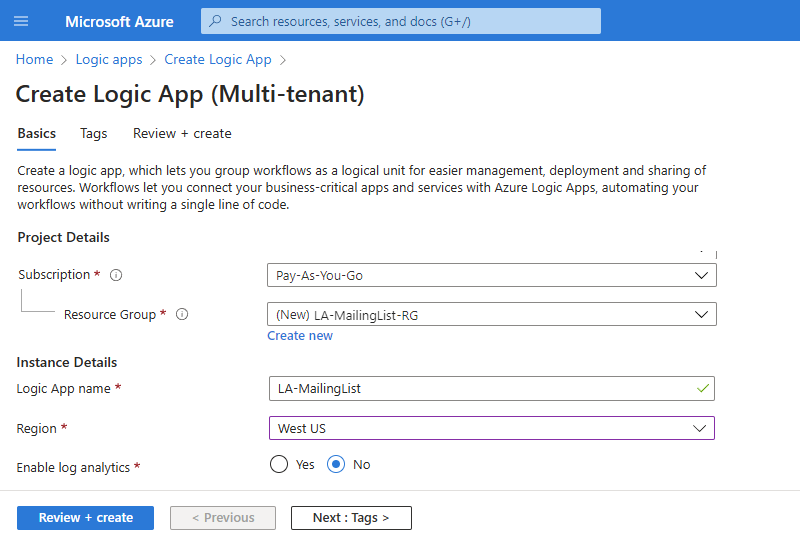 Microsoft Azure
Search resources, services, and docs (G+/)
Home > Logic apps > Create Logic App >
Create Logic App (Multi-tenant)
Basics Tags Review + create
Create a logic app, which lets you group workflows as a logical unit for easier management, deployment and sharing of
resources. Workflows let you connect your business-critical apps and services with Azure Logic Apps, automating your
workflows without writing a single line of code.
Project Details
Subscription * Pay-As-You-Go
Resource Group * (New) LA-MailingList-RG
Create new
Instance Details
Logic App name * LA-MailingList
Region * West US
Enable log analytics * Yes No
Review + create < Previous Next : Tags >